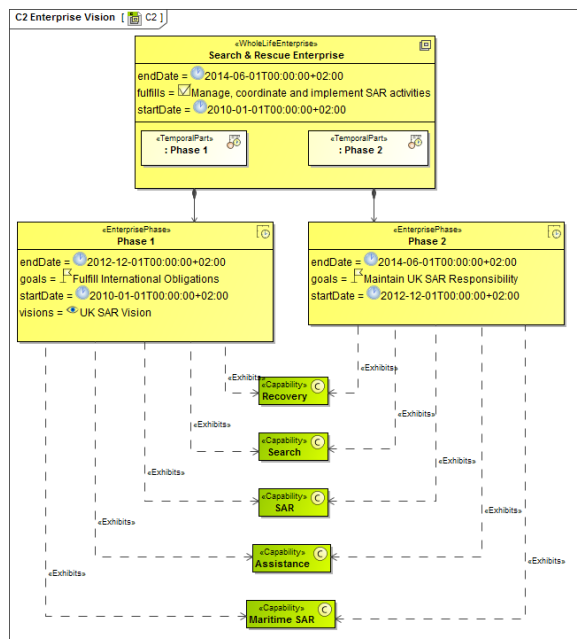 C2 Enterprise Vision [ C2 ]
«WholeLifeEnterprise»
Search & Rescue Enterprise
endDate = 2014-06-01T00:00:00+02:00
fulfills = Manage, coordinate and implement SAR activities
startDate = 2010-01-01T00:00:00+02:00
«TemporalPart»
: Phase 1
«TemporalPart»
: Phase 2
«EnterprisePhase»
Phase 1
endDate = 2012-12-01T00:00:00+02:00
goals = Fulfill International Obligations
startDate = 2010-01-01T00:00:00+02:00
visions = UK SAR Vision
«EnterprisePhase»
Phase 2
endDate = 2014-06-01T00:00:00+02:00
goals = Maintain UK SAR Responsibility
startDate = 2012-12-01T00:00:00+02:00
«Exhibits»
«Capability» C
Recovery
«Exhibits»
«Exhibits»
«Capability» C
Search
«Exhibits»
«Exhibits»
«Capability» C
SAR
«Exhibits»
«Exhibits»
«Capability» C
Assistance
«Exhibits»
«Exhibits»
«Capability» C
Maritime SAR
«Exhibits»